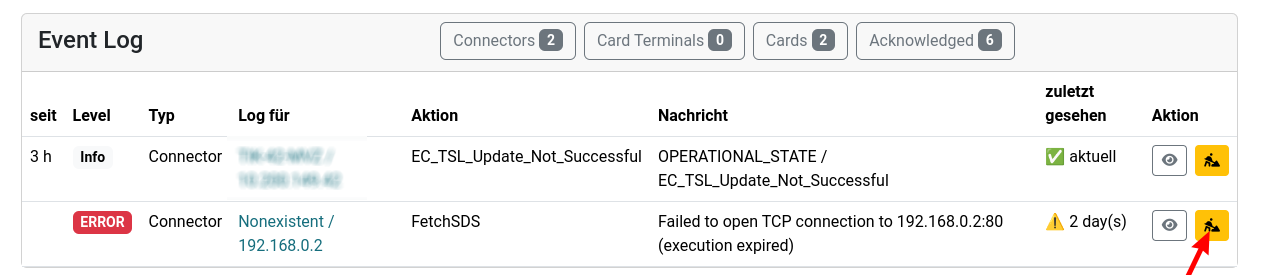 Event Log
Connectors 2
Card Terminals 0
Cards 2
Acknowledged 6
seit Level Typ Log für Aktion Nachricht zuletzt gesehen Aktion
3 h Info Connector EC_TSL_Update_Not_Successful OPERATIONAL_STATE / ✅ aktuell
EC_TSL_Update_Not_Successful
ERROR Connector Nonexistent / FetchSDS Failed to open TCP connection to 192.168.0.2:80 ⚠️ 2 day(s)
192.168.0.2 (execution expired)